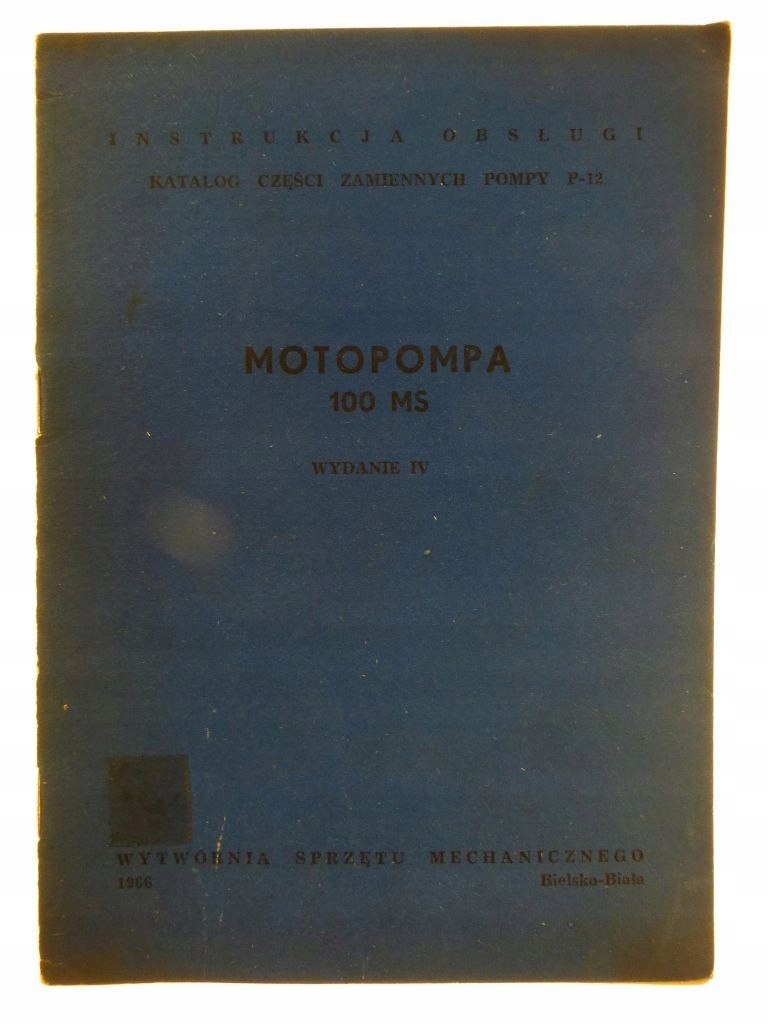 INSTRUKCJA OBSŁUGI
KATALOG CZĘŚCI ZAMIENNYCH POMPY P-12
MOTOPOMPA
100 MS
WYDANIE IV
WYTWÓRNIA SPRZĘTU MECHANICZNEGO
1966 Bielsko-Biała